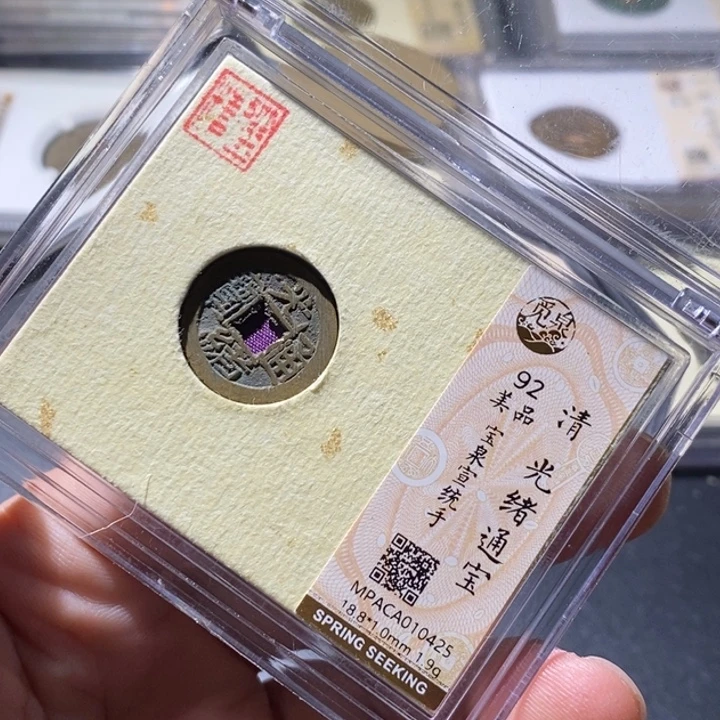 觅泉
92
美品
宝泉宣统手
清
光绪通宝
MPACA010425
18.8*1.0mm 1.9g
SPRING SEEKING